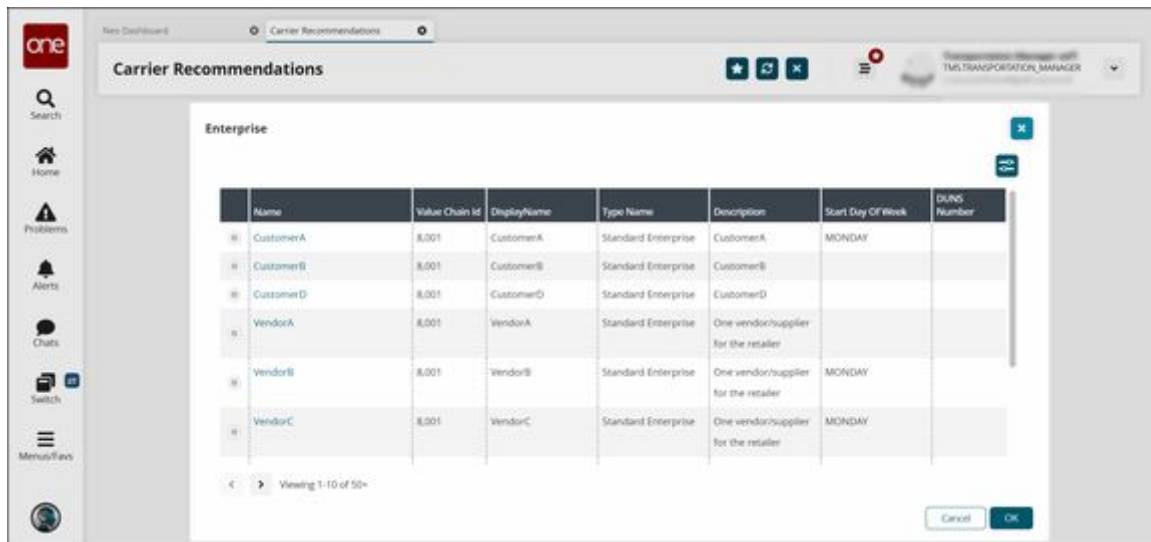 one
Neo Dashboard
Carrier Recommendations
Carrier Recommendations
TMS.TRANSPORTATION_MANAGER
Search
Home
Problems
Alerts
Chats
Switch
Menus/Favs
Enterprise
Name Value Chain Id DisplayName Type Name Description Start Day Of Week DUNS Number
CustomerA 8,001 CustomerA Standard Enterprise CustomerA MONDAY
CustomerB 8,001 CustomerB Standard Enterprise CustomerB
CustomerD 8,001 CustomerD Standard Enterprise CustomerD
VendorA 8,001 VendorA Standard Enterprise One vendor/supplier
for the retailer
VendorB 8,001 VendorB Standard Enterprise One vendor/supplier MONDAY
for the retailer
VendorC 8,001 VendorC Standard Enterprise One vendor/supplier MONDAY
for the retailer
Viewing 1-10 of 50+
Cancel OK